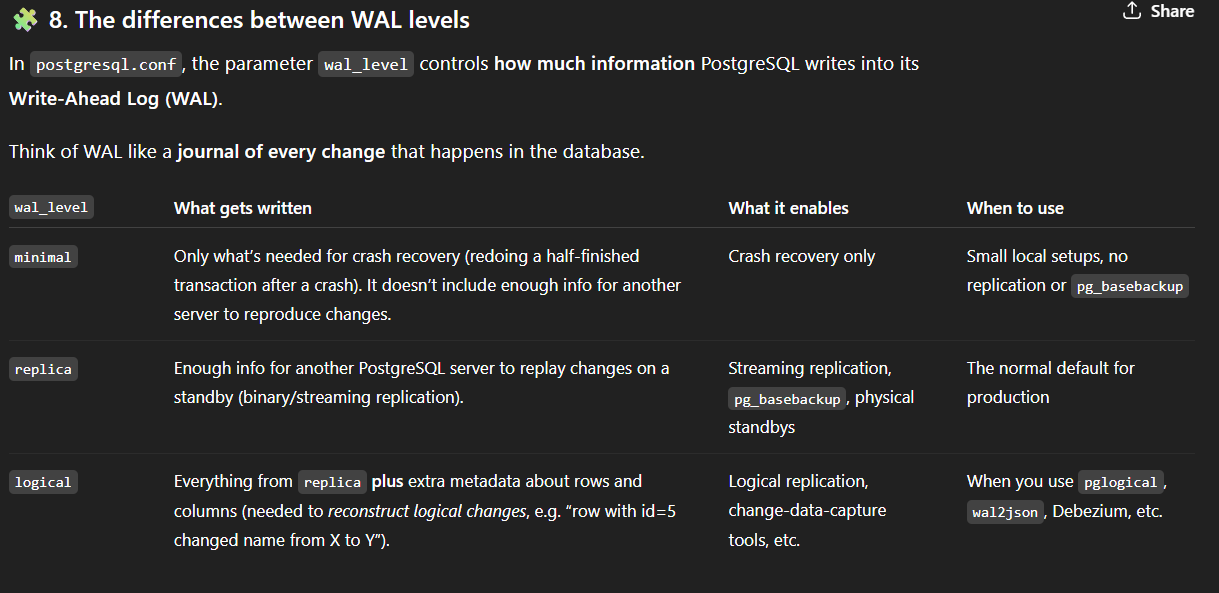 🧩 8. The differences between WAL levels
Share
In postgresql.conf, the parameter wal_level controls how much information PostgreSQL writes into its
Write-Ahead Log (WAL).
Think of WAL like a journal of every change that happens in the database.
wal_level What gets written What it enables When to use
minimal Only what’s needed for crash recovery (redoing a half-finished Crash recovery only Small local setups, no
transaction after a crash). It doesn’t include enough info for another replication or pg_basebackup
server to reproduce changes.
replica Enough info for another PostgreSQL server to replay changes on a Streaming replication, The normal default for
standby (binary/streaming replication). pg_basebackup, physical production
standbys
logical Everything from replica plus extra metadata about rows and Logical replication, When you use pglogical,
columns (needed to reconstruct logical changes, e.g. “row with id=5 change-data-capture wal2json, Debezium, etc.
changed name from X to Y”). tools, etc.